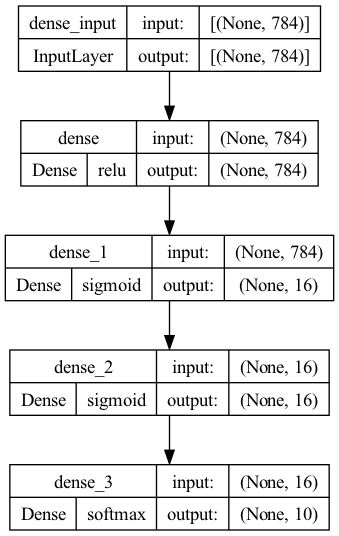 dense_input input: [(None, 784)]
InputLayer output: [(None, 784)]
dense input: (None, 784)
Dense relu output: (None, 784)
dense_1 input: (None, 784)
Dense sigmoid output: (None, 16)
dense_2 input: (None, 16)
Dense sigmoid output: (None, 16)
dense_3 input: (None, 16)
Dense softmax output: (None, 10)